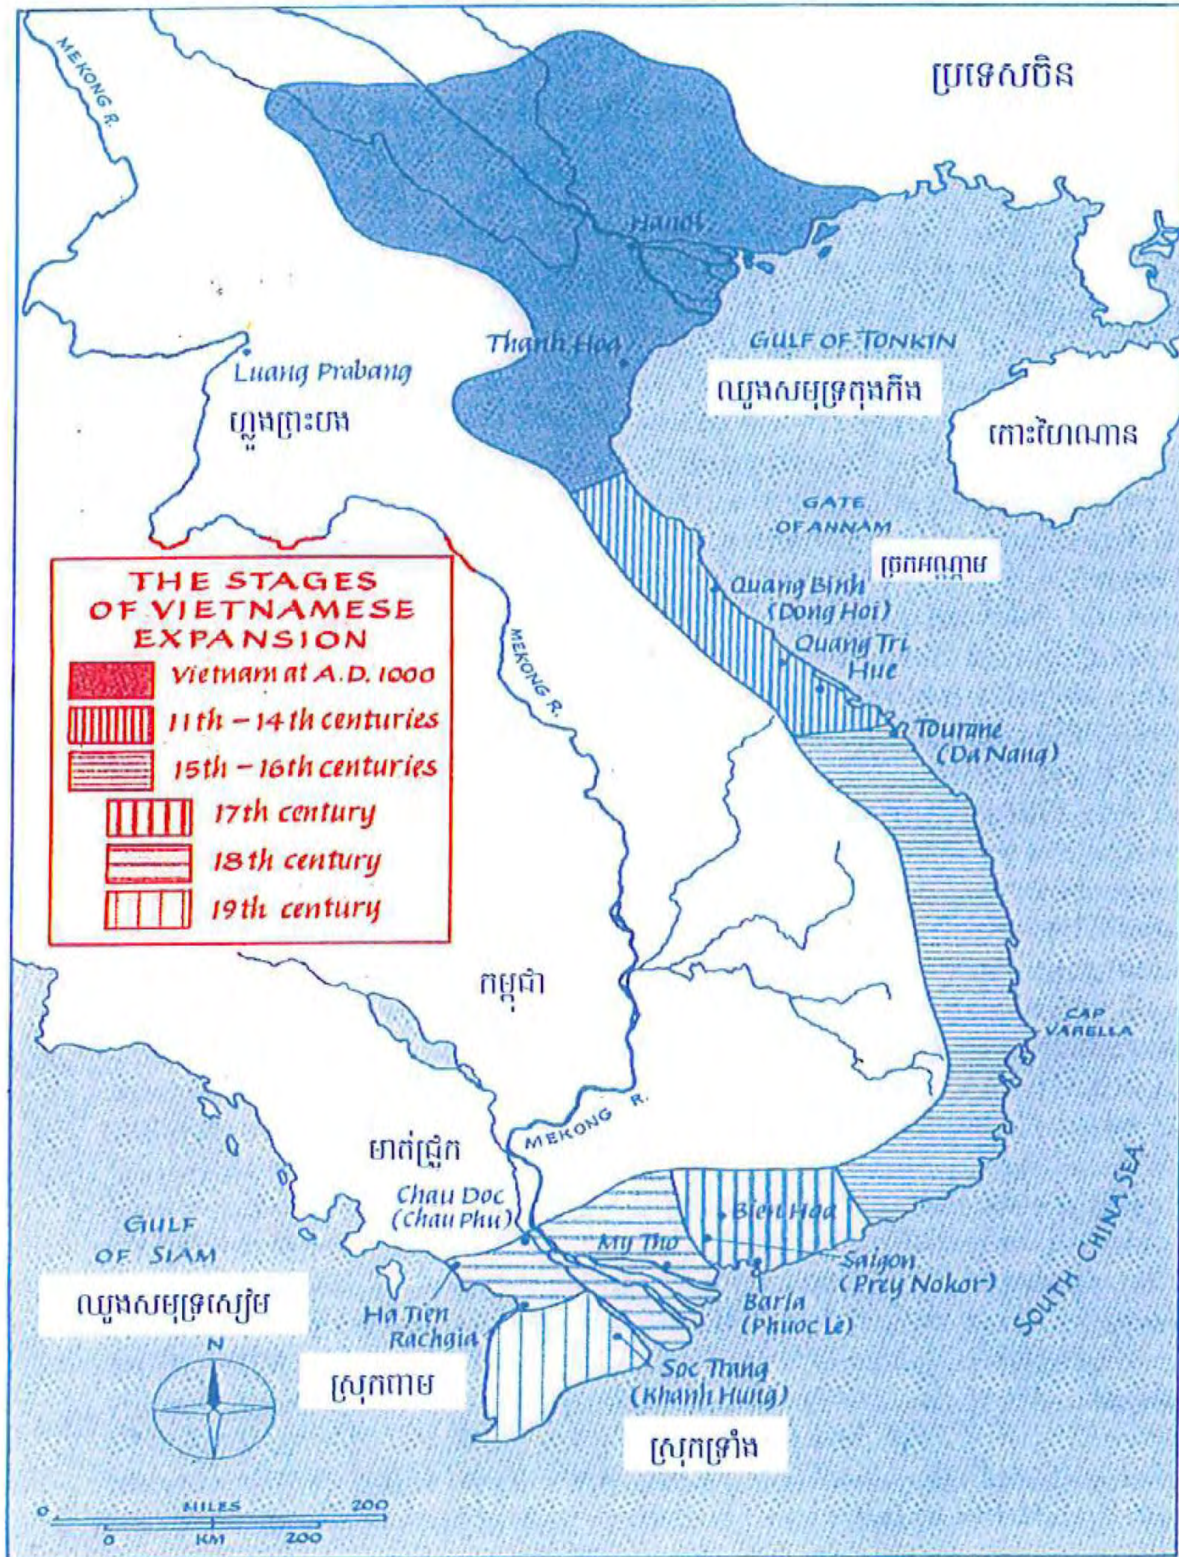 MEKONG R.
ប្រទេសចិន
Hanoi
Thanh Hoa
GULF OF TONKIN
ឈូងសមុទ្រតុងកឹង
Luang Prabang
ហ្លួងព្រះបង
កោះហៃណាន
GATE
OF ANNAM
ច្រកអណ្ណាម
THE STAGES
OF VIETNAMESE
EXPANSION
Vietnam at A.D. 1000
11th - 14th centuries
15th - 16th centuries
17th century
18th century
19th century
Quang Binh
(Dong Hoi)
Quang Tri
Hue
MEKONG R.
Tourane
(Da Nang)
កម្ពុជា
CAP
VARELLA
MEKONG R.
មាត់ជ្រូក
Chau Doc
(Chau Phu)
Bien Hoa
My Tho
Saigon
(Prey Nokor)
Baria
(Phuoc Le)
SOUTH CHINA SEA
GULF
OF SIAM
ឈូងសមុទ្រសៀម
Ha Tien
Rachgia
ស្រុកពាម
Soc Trang
(Khanh Hung)
ស្រុកទ្រាំង
N
0 MILES 200
0 KM 200